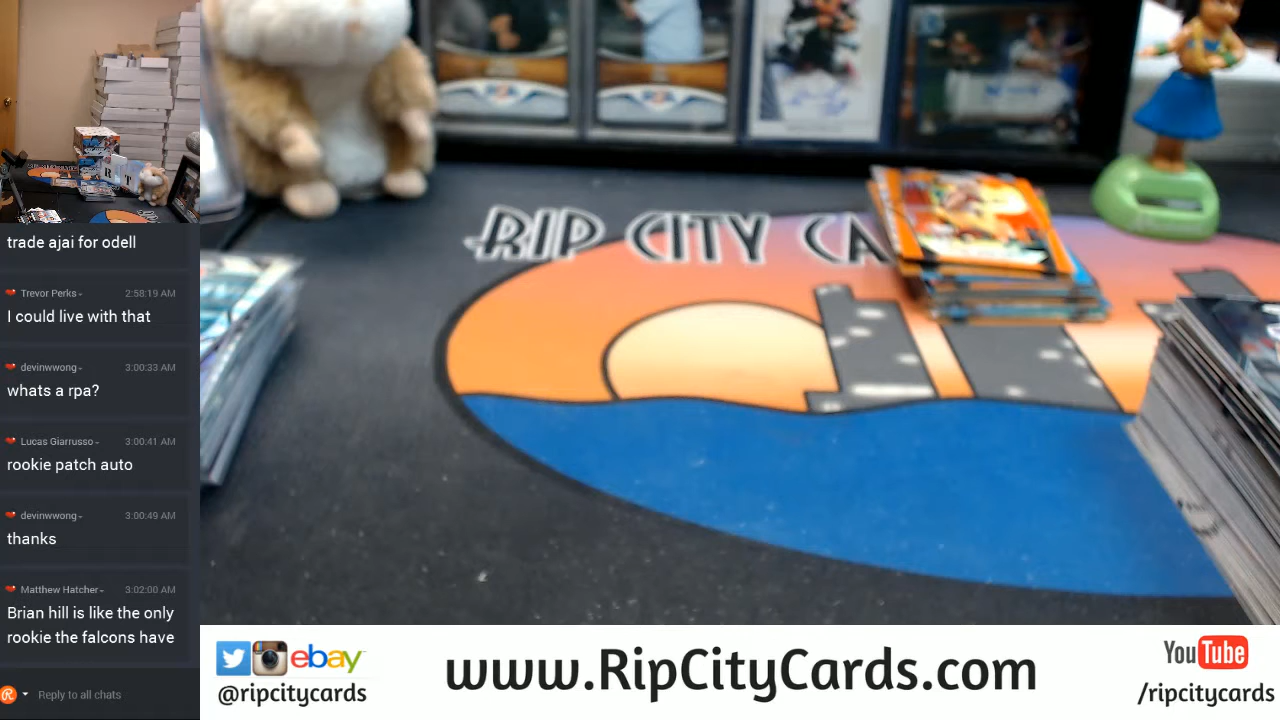 trade ajai for odell
Trevor Perks
2:58:19 AM
I could live with that
devinwwong
3:00:33 AM
whats a rpa?
Lucas Giarrusso
3:00:41 AM
rookie patch auto
devinwwong
3:00:49 AM
thanks
Matthew Hatcher
3:02:00 AM
Brian hill is like the only
rookie the falcons have
Reply to all chats
RIP CITY CA
ebay
@ripcitycards
www.RipCityCards.com
YouTube
/ripcitycards